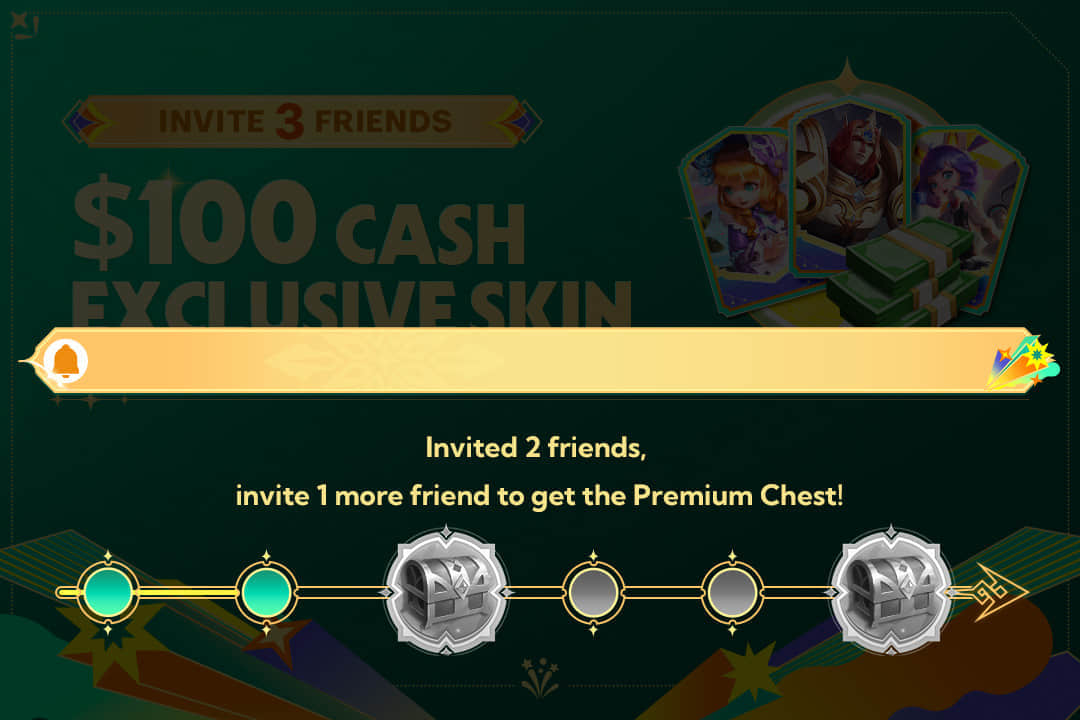 INVITE 3 FRIENDS
$100 CASH
EXCLUSIVE SKIN
Invited 2 friends,
invite 1 more friend to get the Premium Chest!